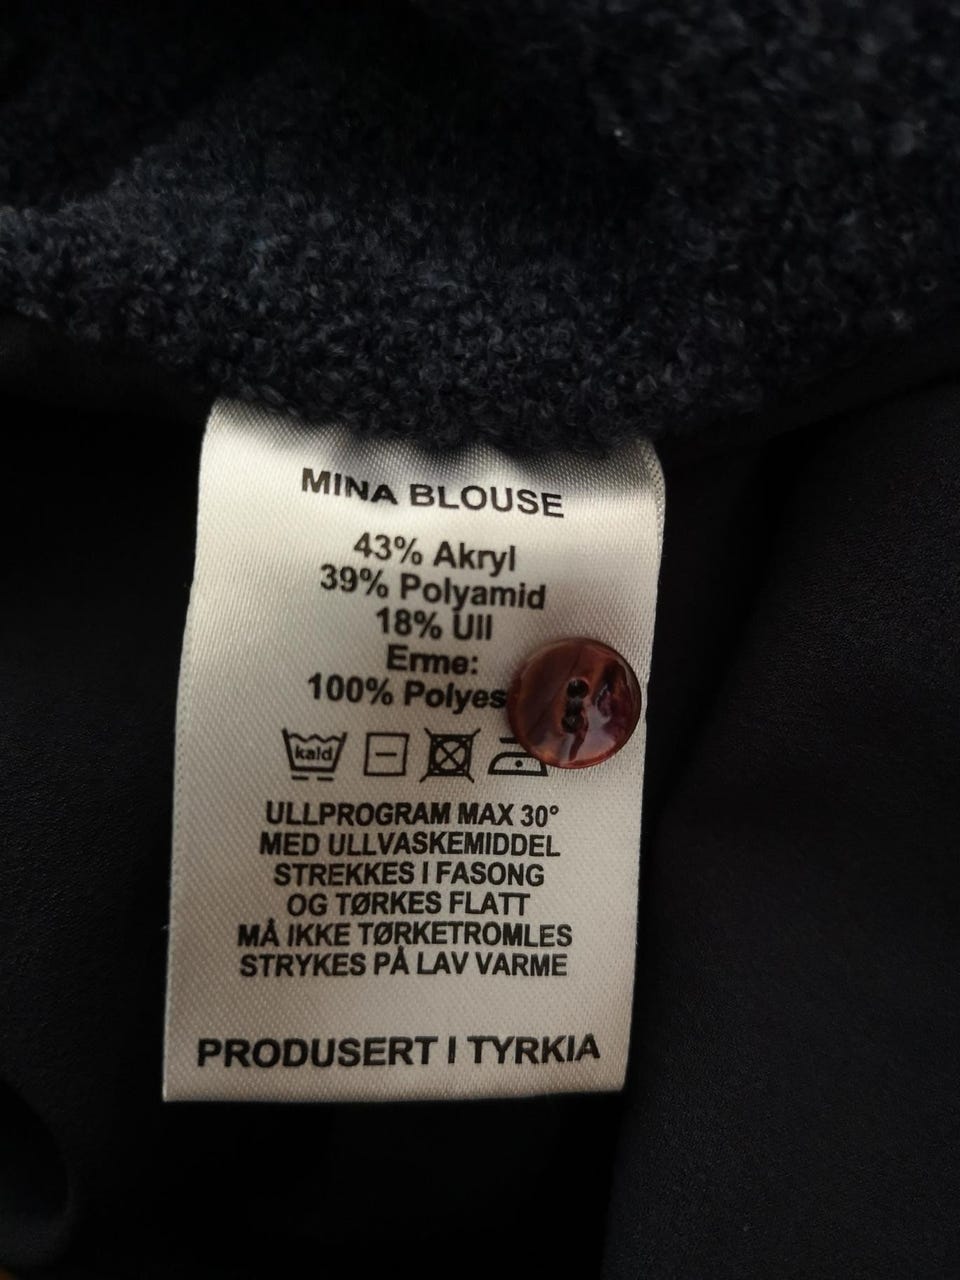 MINA BLOUSE
43% Akryl
39% Polyamid
18% Ull
Erme:
100% Polyes
kald
ULLPROGRAM MAX 30°
MED ULLVASKEMIDDEL
STREKKES I FASONG
OG TØRKES FLATT
MÅ IKKE TØRKETROMLES
STRYKES PÅ LAV VARME
PRODUSERT I TYRKIA